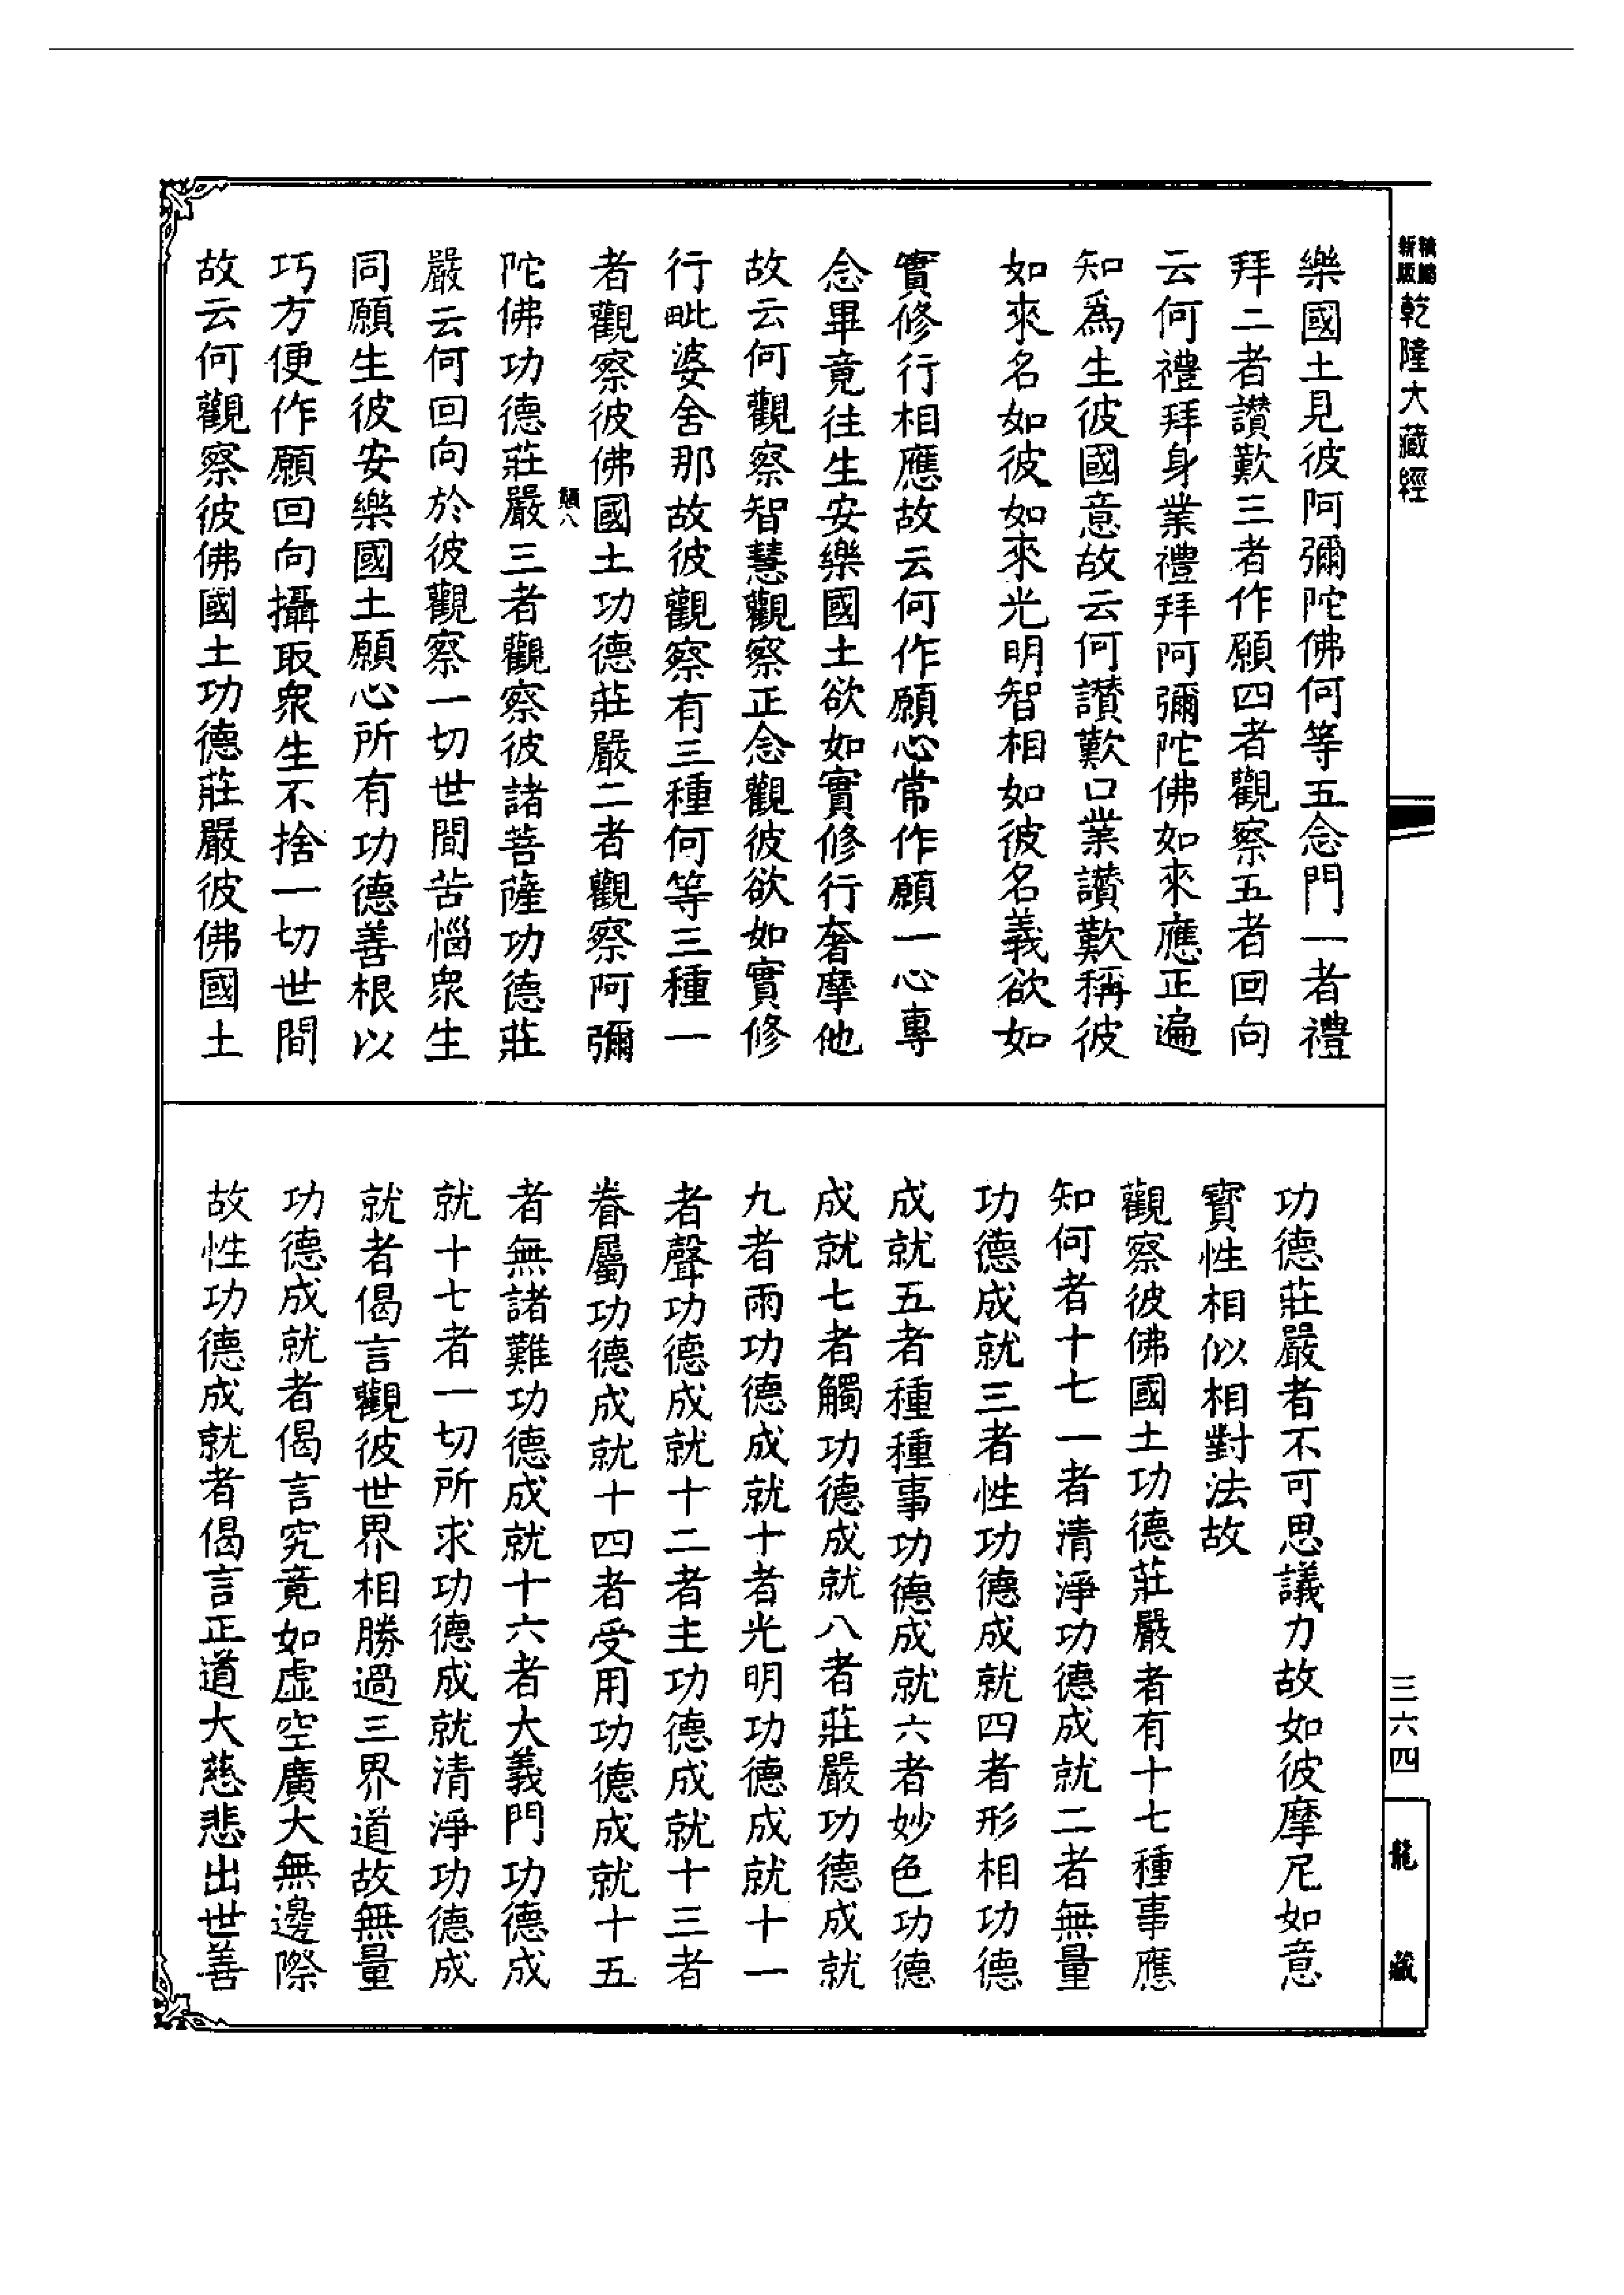 精縮
新版
乾隆大藏經
樂國土見彼阿彌陀佛何等五念門一者禮
拜二者讃歎三者作願四者觀察五者回向
云何禮拜身業禮拜阿彌陀佛如來應正遍
知爲生彼國意故云何讃歎口業讃歎稱彼
如來名如彼如來光明智相如彼名義欲如
實修行相應故云何作願心常作願一心專
念畢竟往生安樂國土欲如實修行奢摩他
故云何觀察智慧觀察正念觀彼欲如實修
行毗婆舍那故彼觀察有三種何等三種一
者觀察彼佛國土功德莊嚴二者觀察阿彌
陀佛功德莊嚴三者觀察彼諸菩薩功德莊
嚴云何回向於彼觀察一切世間苦惱衆生
同願生彼安樂國土願心所有功德善根以
巧方便作願回向攝取衆生不捨一切世間
故云何觀察彼佛國土功德莊嚴彼佛國土
功德莊嚴者不可思議力故如彼摩尼如意
寶性相似相對法故
觀察彼佛國土功德莊嚴者有十七種事應
知何者十七一者清淨功德成就二者無量
功德成就三者性功德成就四者形相功德
成就五者種種事功德成就六者妙色功德
成就七者觸功德成就八者莊嚴功德成就
九者雨功德成就十者光明功德成就十一
者聲功德成就十二者主功德成就十三者
眷屬功德成就十四者受用功德成就十五
者無諸難功德成就十六者大義門功德成
就十七者一切所求功德成就清淨功德成
就者偈言觀彼世界相勝過三界道故無量
功德成就者偈言究竟如虛空廣大無邊際
故性功德成就者偈言正道大慈悲出世善
三六四
龍藏